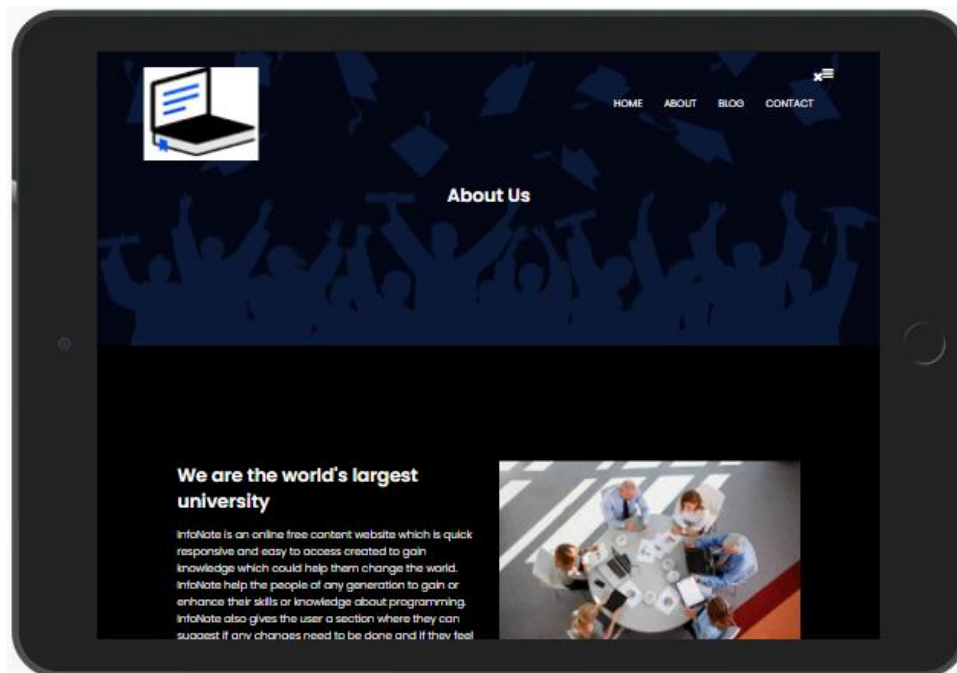 HOME ABOUT BLOG CONTACT
About Us
We are the world's largest
university
InfoNote is an online free content website which is quick
responsive and easy to access created to gain
knowledge which could help them change the world.
InfoNote help the people of any generation to gain or
enhance their skills or knowledge about programming.
InfoNote also gives the user a section where they can
suggest if any changes need to be done and if they feel